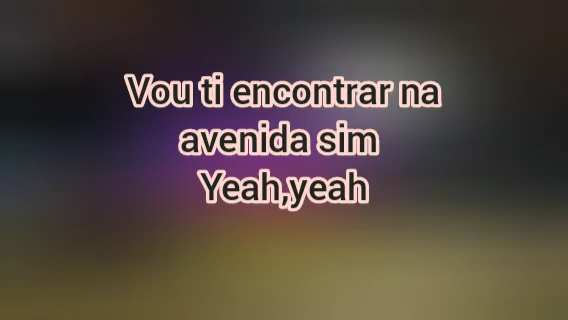 Vou ti encontrar na
avenida sim
Yeah,yeah